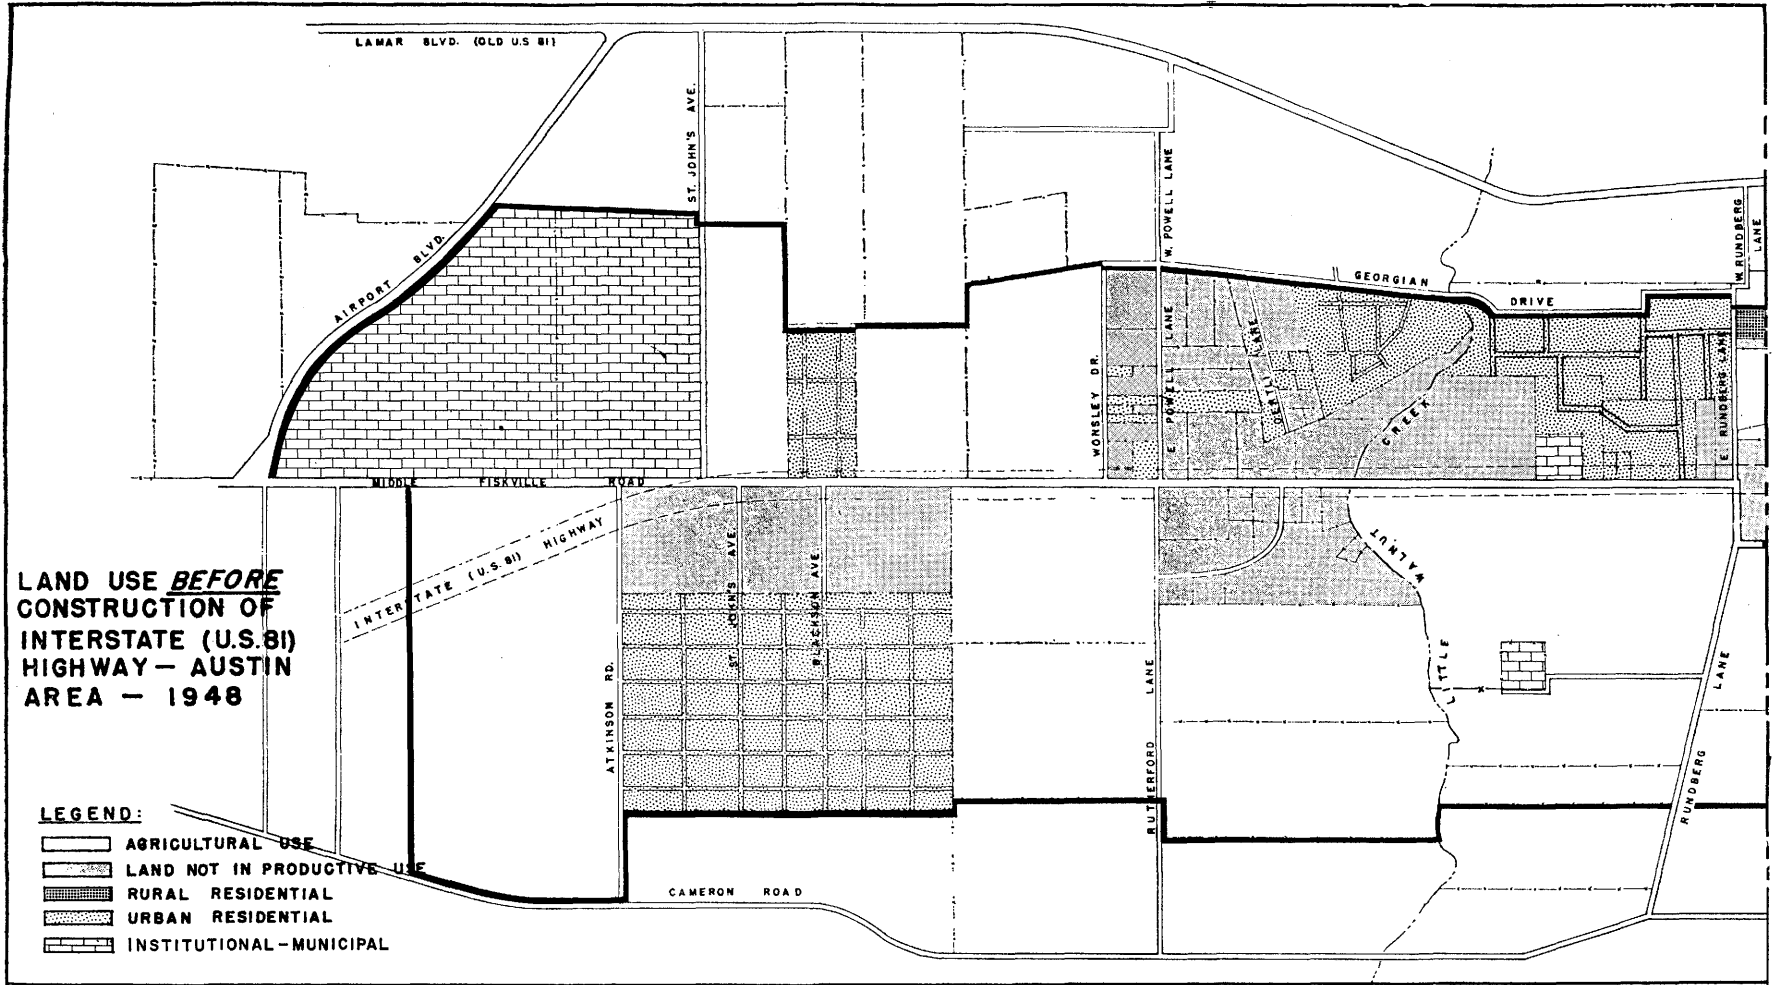 LAMAR BLVD. (OLD U.S 81)
ST. JOHN'S AVE.
W. POWELL LANE
W. RUNDBERG
LANE
AIRPORT BLVD.
GEORGIAN DRIVE
WONSLEY DR.
E. POWELL LANE
OERTLI LANE
CREEK
E. RUNDBERG LANE
MIDDLE FISKVILLE ROAD
INTERSTATE (U.S. 81) HIGHWAY
ATKINSON RD.
ST. JOHN'S AVE.
BLACKSON AVE.
RUTHERFORD LANE
WALNUT
LITTLE
RUNDBERG LANE
CAMERON ROAD
LAND USE BEFORE
CONSTRUCTION OF
INTERSTATE (U.S.81)
HIGHWAY — AUSTIN
AREA — 1948
LEGEND:
AGRICULTURAL USE
LAND NOT IN PRODUCTIVE USE
RURAL RESIDENTIAL
URBAN RESIDENTIAL
INSTITUTIONAL-MUNICIPAL